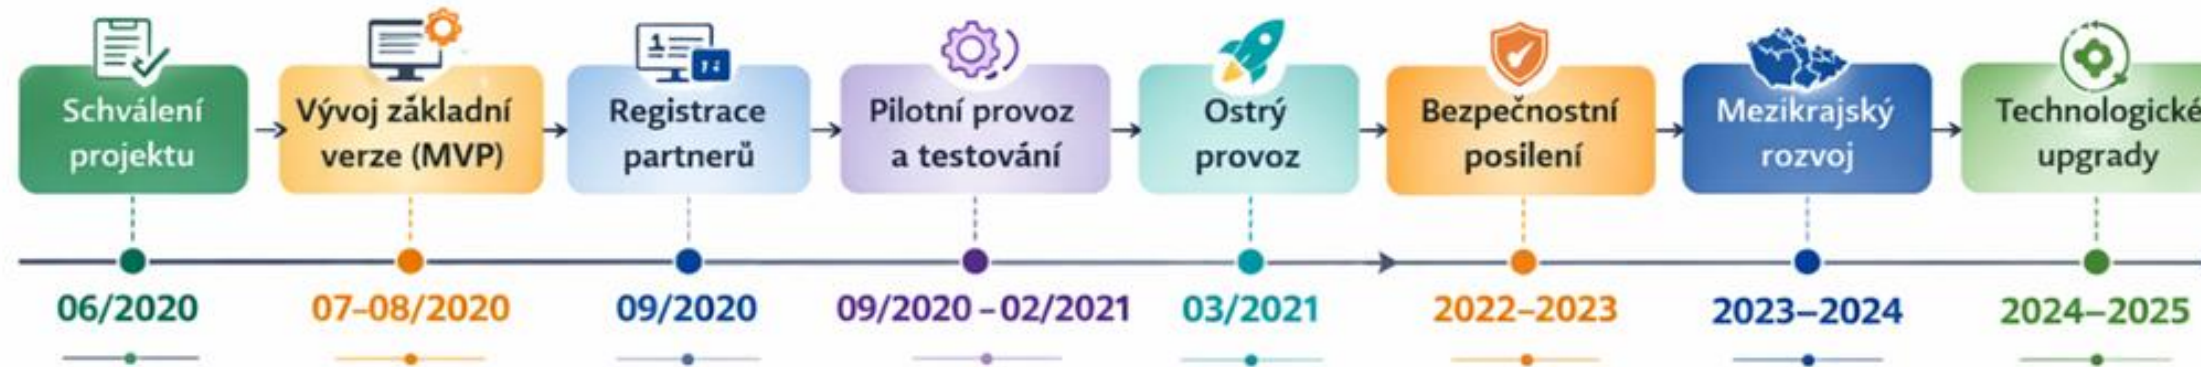 Schválení
projektu
Vývoj základní
verze (MVP)
Registrace
partnerů
Pilotní provoz
a testování
Ostrý
provoz
Bezpečnostní
posílení
Mezikrajský
rozvoj
Technologické
upgrady
06/2020
07–08/2020
09/2020
09/2020 – 02/2021
03/2021
2022–2023
2023–2024
2024–2025